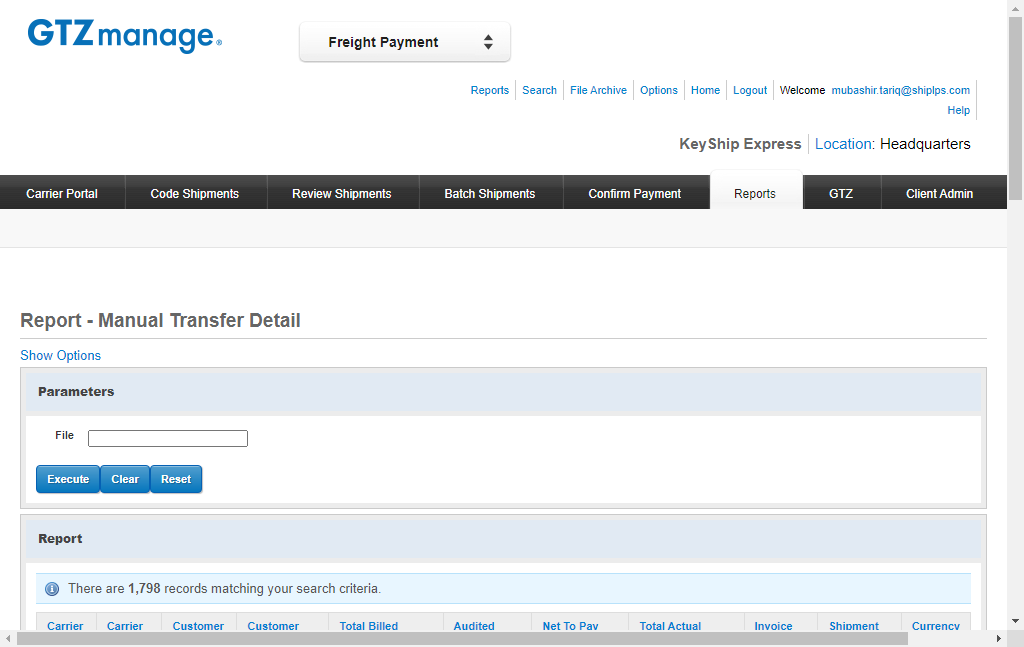 GTZmanage®
Freight Payment
Reports Search File Archive Options Home Logout Welcome mubashir.tariq@shiplps.com
Help
KeyShip Express Location: Headquarters
Carrier Portal Code Shipments Review Shipments Batch Shipments Confirm Payment Reports GTZ Client Admin
Report - Manual Transfer Detail
Show Options
Parameters
File
Execute Clear Reset
Report
There are 1,798 records matching your search criteria.
Carrier Carrier Customer Customer Total Billed Audited Net To Pay Total Actual Invoice Shipment Currency